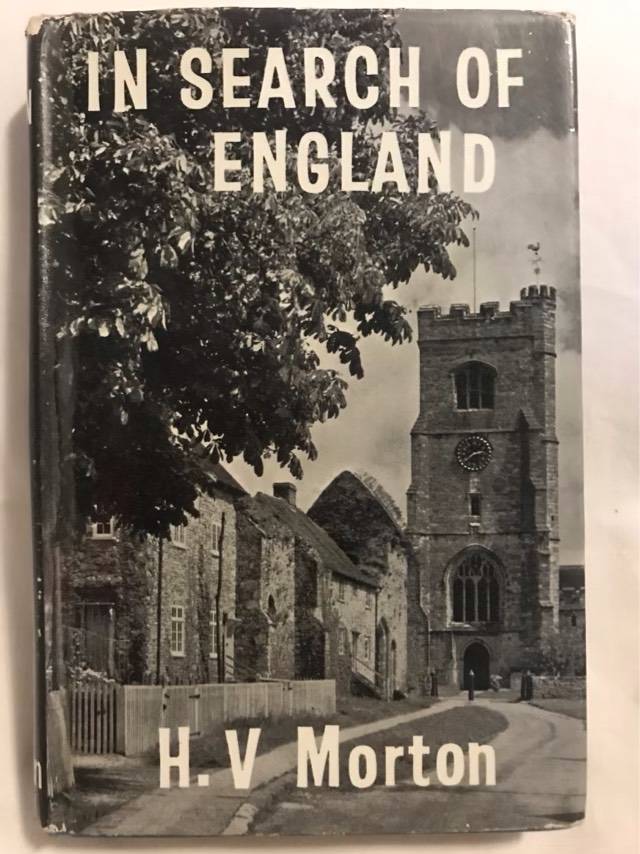 IN SEARCH OF
ENGLAND
H. V Morton